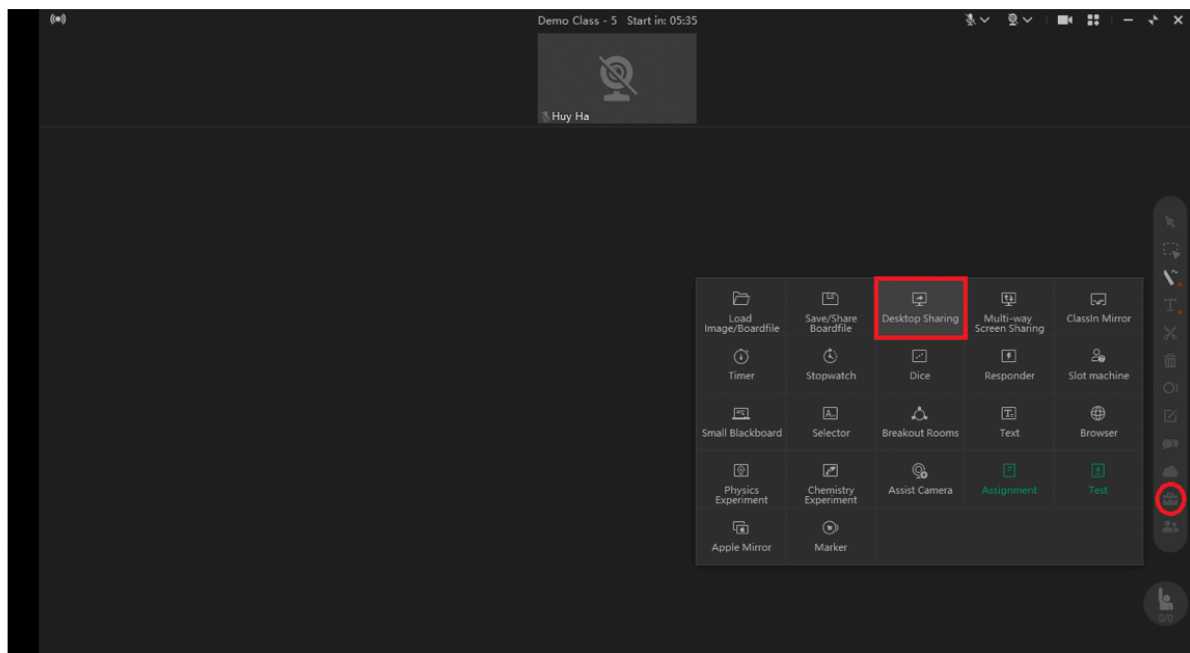 Demo Class - 5 Start in: 05:35
Huy Ha
Load
Image/Boardfile
Save/Share
Boardfile
Desktop Sharing
Multi-way
Screen Sharing
ClassIn Mirror
Timer
Stopwatch
Dice
Responder
Slot machine
Small Blackboard
Selector
Breakout Rooms
Text
Browser
Physics
Experiment
Chemistry
Experiment
Assist Camera
Assignment
Test
Apple Mirror
Marker
0/0